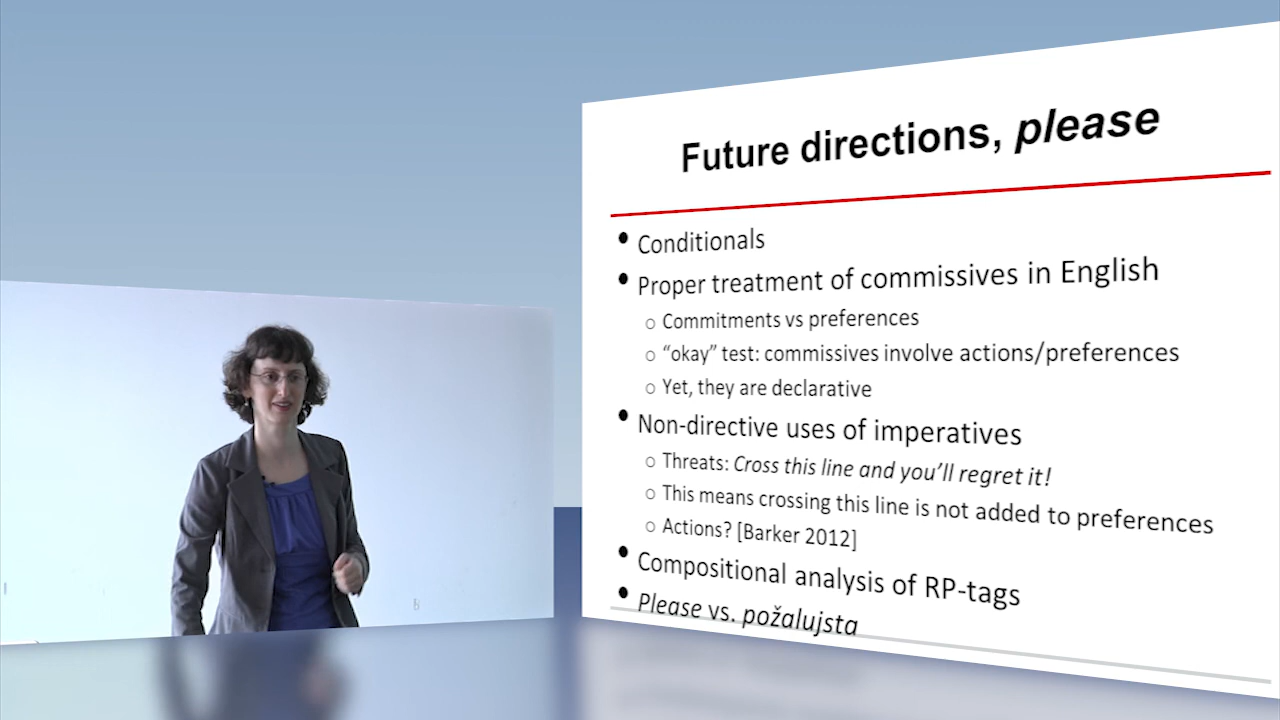 Future directions, please
• Conditionals
• Proper treatment of commissives in English
○ Commitments vs preferences
○ “okay” test: commissives involve actions/preferences
○ Yet, they are declarative
• Non-directive uses of imperatives
○ Threats: Cross this line and you’ll regret it!
○ This means crossing this line is not added to preferences
○ Actions? [Barker 2012]
• Compositional analysis of RP-tags
• Please vs. požalujsta